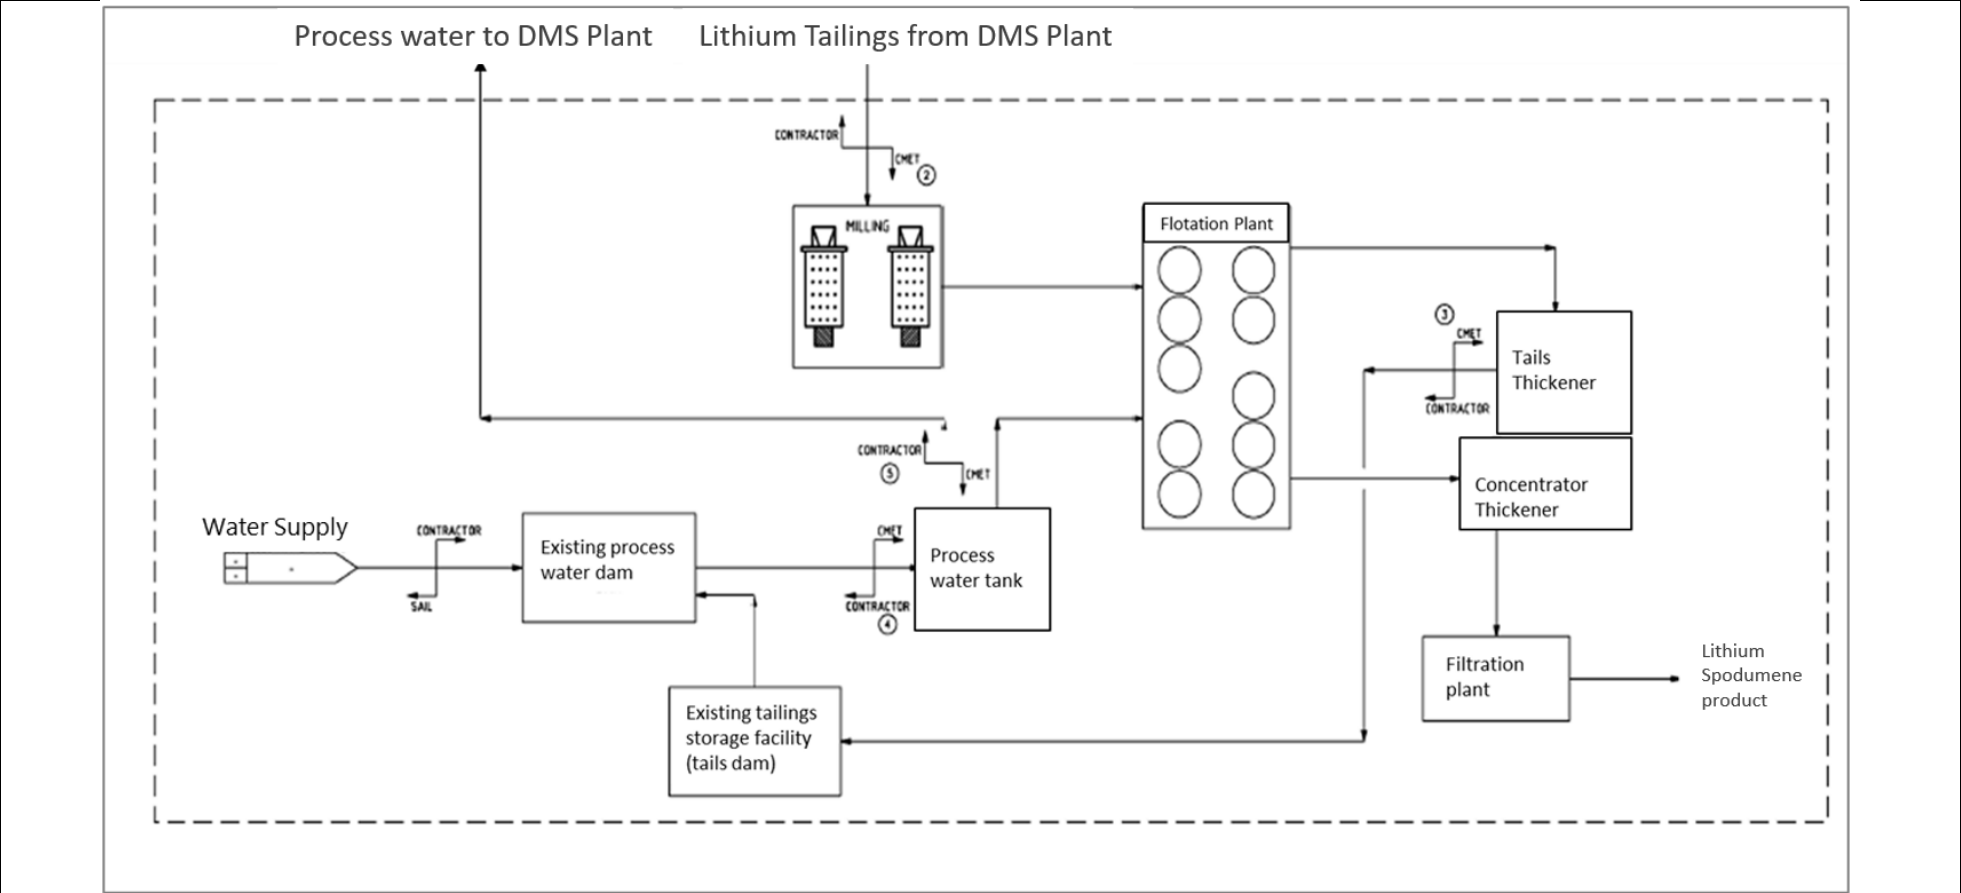 Process water to DMS Plant
Lithium Tailings from DMS Plant
CONTRACTOR
CMET
2
MILLING
Flotation Plant
3
CMET
CONTRACTOR
Tails
Thickener
CONTRACTOR
5
CMET
Concentrator
Thickener
Water Supply
CONTRACTOR
SAIL
Existing process
water dam
CMET
CONTRACTOR
4
Process
water tank
Filtration
plant
Lithium
Spodumene
product
Existing tailings
storage facility
(tails dam)